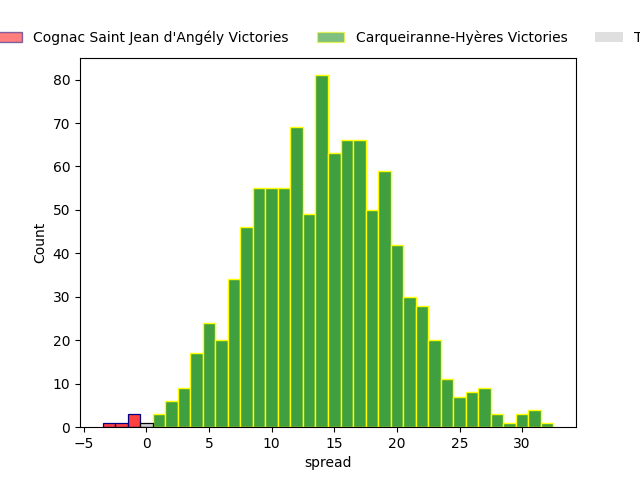 Cognac Saint Jean d'Angély Victories Carqueiranne-Hyères Victories T
80
70
60
50
40
30
20
10
0
Count
−5 0 5 10 15 20 25 30
spread